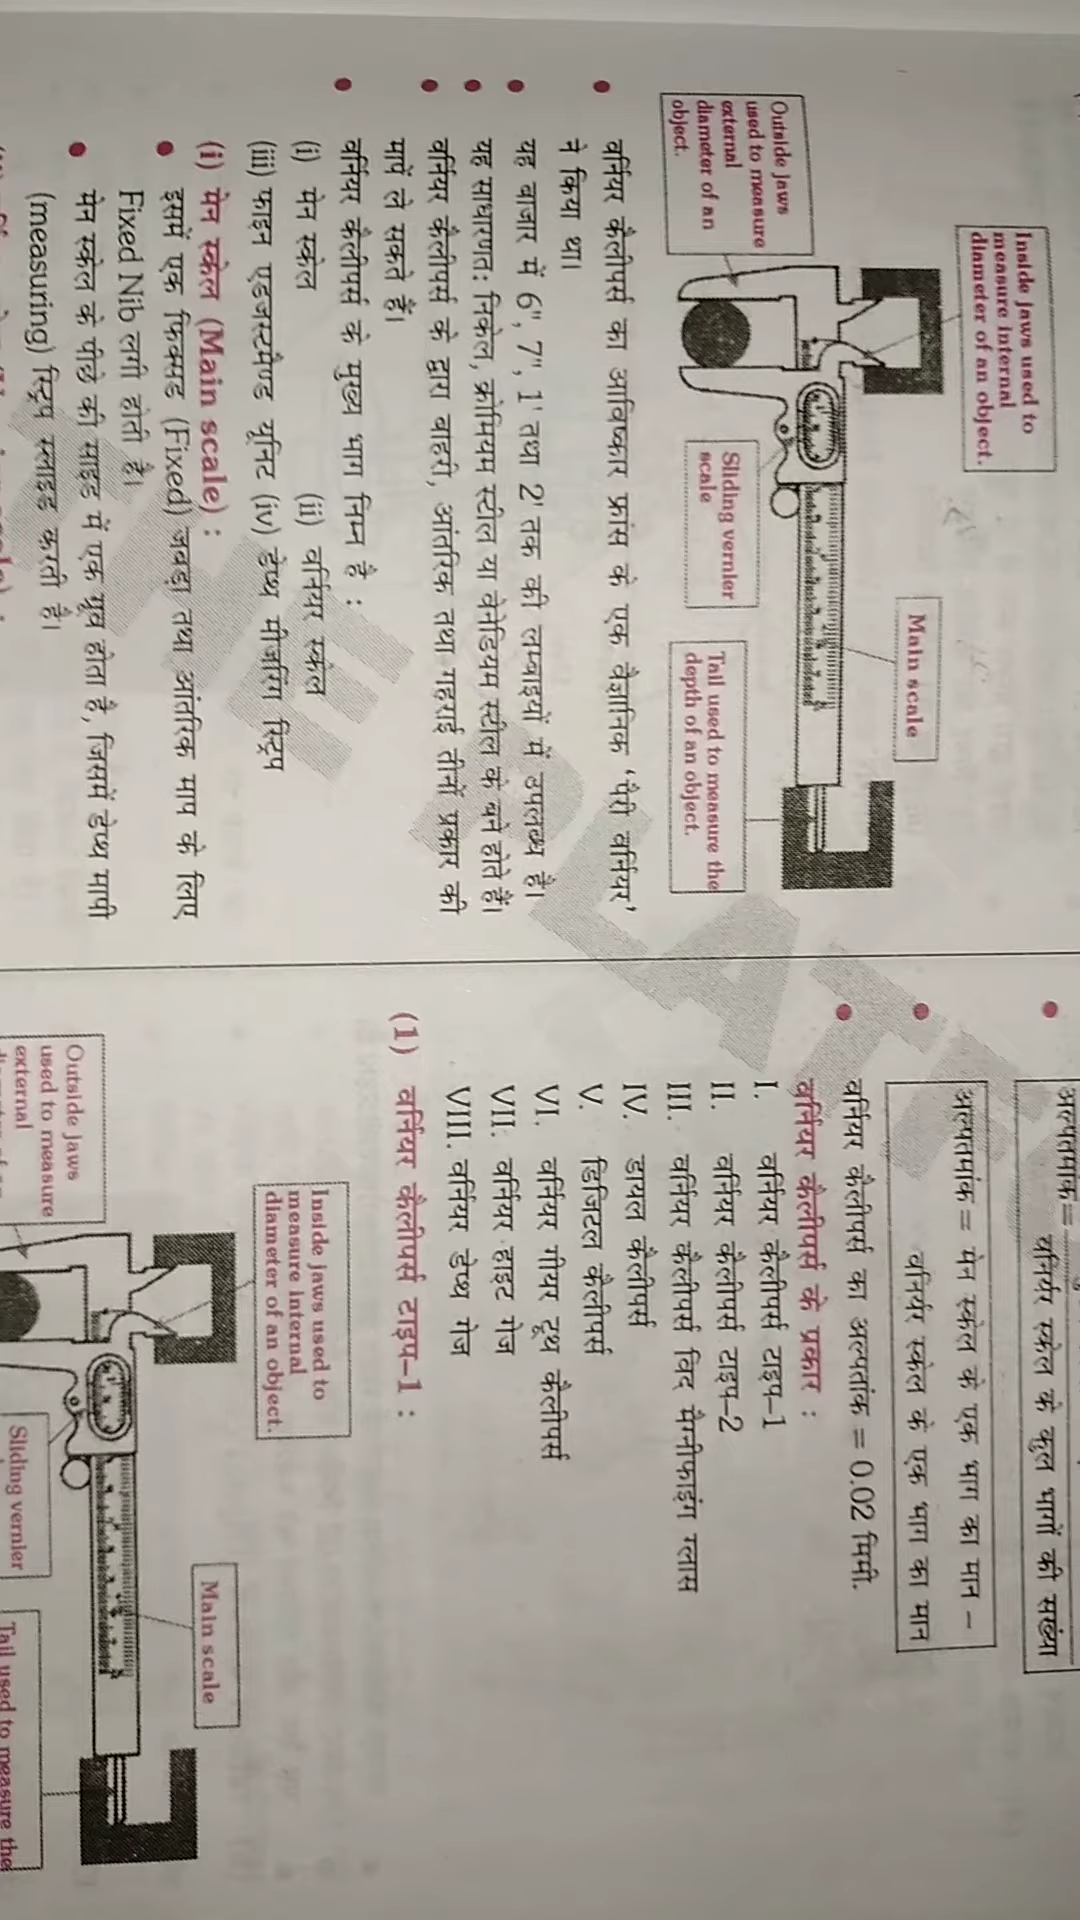 Inside jaws used to
measure internal
diameter of an object.
Main scale
Outside jaws
used to measure
external
diameter of an
object.
Sliding vernier
scale
Tail used to measure the
depth of an object.
वर्नियर कैलीपर्स का आविष्कार फ्रांस के एक वैज्ञानिक ‘पेरी वर्नियर’
ने किया था।
यह बाजार में 6", 7", 1' तथा 2' तक की लम्बाइयों में उपलब्ध है।
यह साधारणतः निकेल, क्रोमियम स्टील या वेनेडियम स्टील के बने होते हैं।
वर्नियर कैलीपर्स के द्वारा बाहरी, आंतरिक तथा गहराई तीनों प्रकार की
मापें ले सकते हैं।
वर्नियर कैलीपर्स के मुख्य भाग निम्न हैं :
(i) मेन स्केल (ii) वर्नियर स्केल
(iii) फाइन एडजस्टमैण्ड यूनिट (iv) डेप्थ मीजरिंग स्ट्रिप
(i) मेन स्केल (Main scale) :
इसमें एक फिक्सड (Fixed) जबड़ा तथा आंतरिक माप के लिए
Fixed Nib लगी होती है।
मेन स्केल के पीछे की साइड में एक ग्रूव होता है, जिसमें डेप्थ मापी
(measuring) स्ट्रिप स्लाइड करती है।
अल्पतमांक=
वर्नियर स्केल के कुल भागों की संख्या
अल्पतमांक = मेन स्केल के एक भाग का मान –
वर्नियर स्केल के एक भाग का मान
वर्नियर कैलीपर्स का अल्पतांक = 0.02 मिमी.
वर्नियर कैलीपर्स के प्रकार :
I. वर्नियर कैलीपर्स टाइप–1
II. वर्नियर कैलीपर्स टाइप–2
III. वर्नियर कैलीपर्स विद मैग्नीफाइंग ग्लास
IV. डायल कैलीपर्स
V. डिजिटल कैलीपर्स
VI. वर्नियर गीयर टूथ कैलीपर्स
VII. वर्नियर हाइट गेज
VIII. वर्नियर डेप्थ गेज
(1) वर्नियर कैलीपर्स टाइप–1 :
Inside jaws used to
measure internal
diameter of an object.
Main scale
Outside jaws
used to measure
external
Sliding vernier
Tail used to measure the